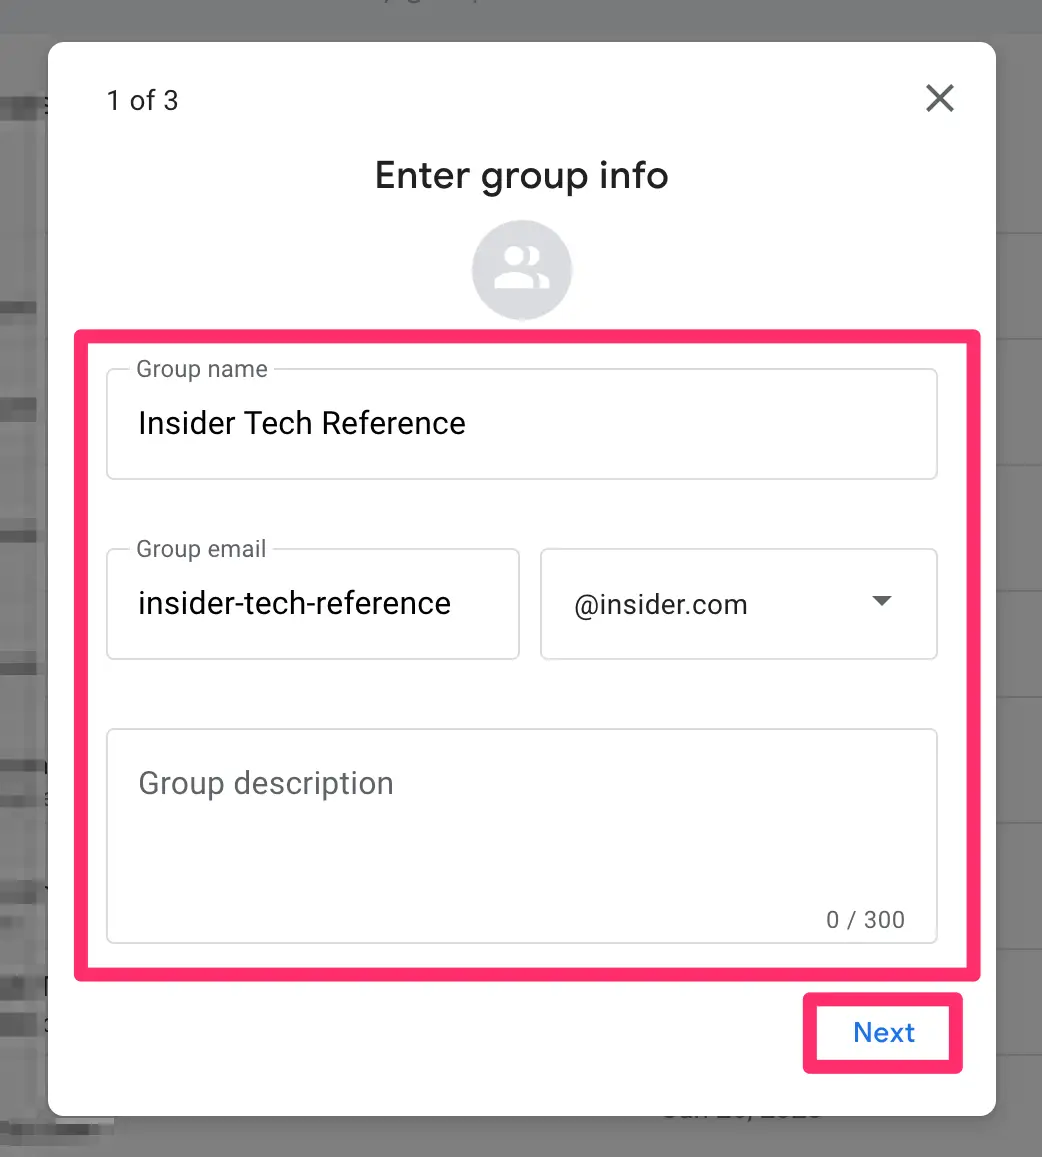 1 of 3
Enter group info
Group name
Insider Tech Reference
Group email
insider-tech-reference
@insider.com
Group description
0 / 300
Next